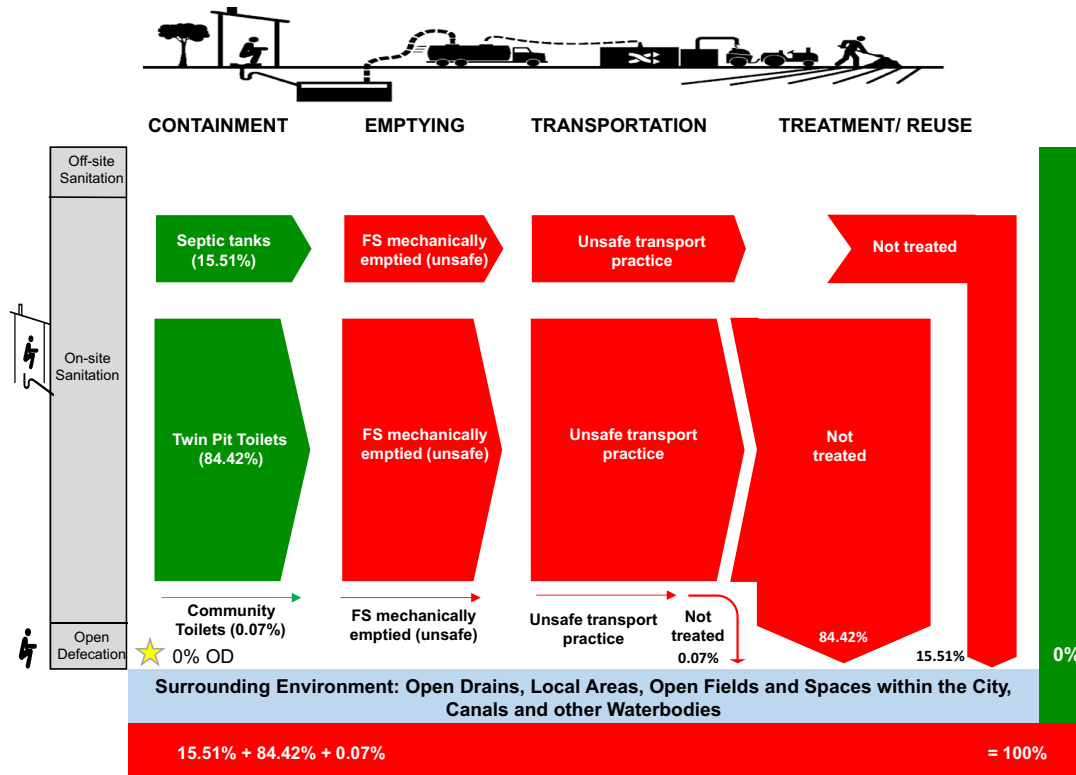 CONTAINMENT
EMPTYING
TRANSPORTATION
TREATMENT/ REUSE
Off-site
Sanitation
Septic tanks
(15.51%)
FS mechanically
emptied (unsafe)
Unsafe transport
practice
Not treated
On-site
Sanitation
Twin Pit Toilets
(84.42%)
FS mechanically
emptied (unsafe)
Unsafe transport
practice
Not
treated
Community
Toilets (0.07%)
FS mechanically
emptied (unsafe)
Unsafe transport
practice
Not
treated
0.07%
84.42%
15.51%
Open
Defecation
0% OD
0%
Surrounding Environment: Open Drains, Local Areas, Open Fields and Spaces within the City,
Canals and other Waterbodies
15.51% + 84.42% + 0.07%
= 100%